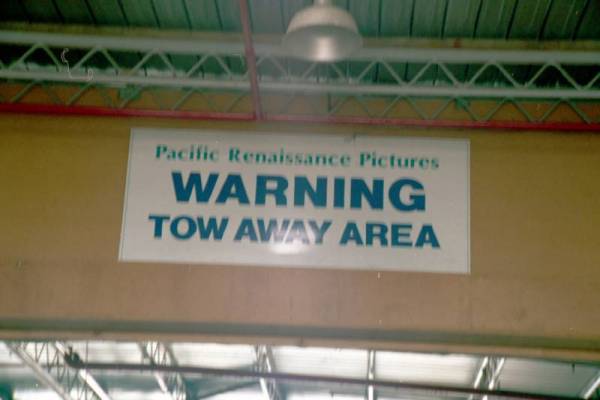 Pacific Renaissance Pictures
WARNING
TOW AWAY AREA